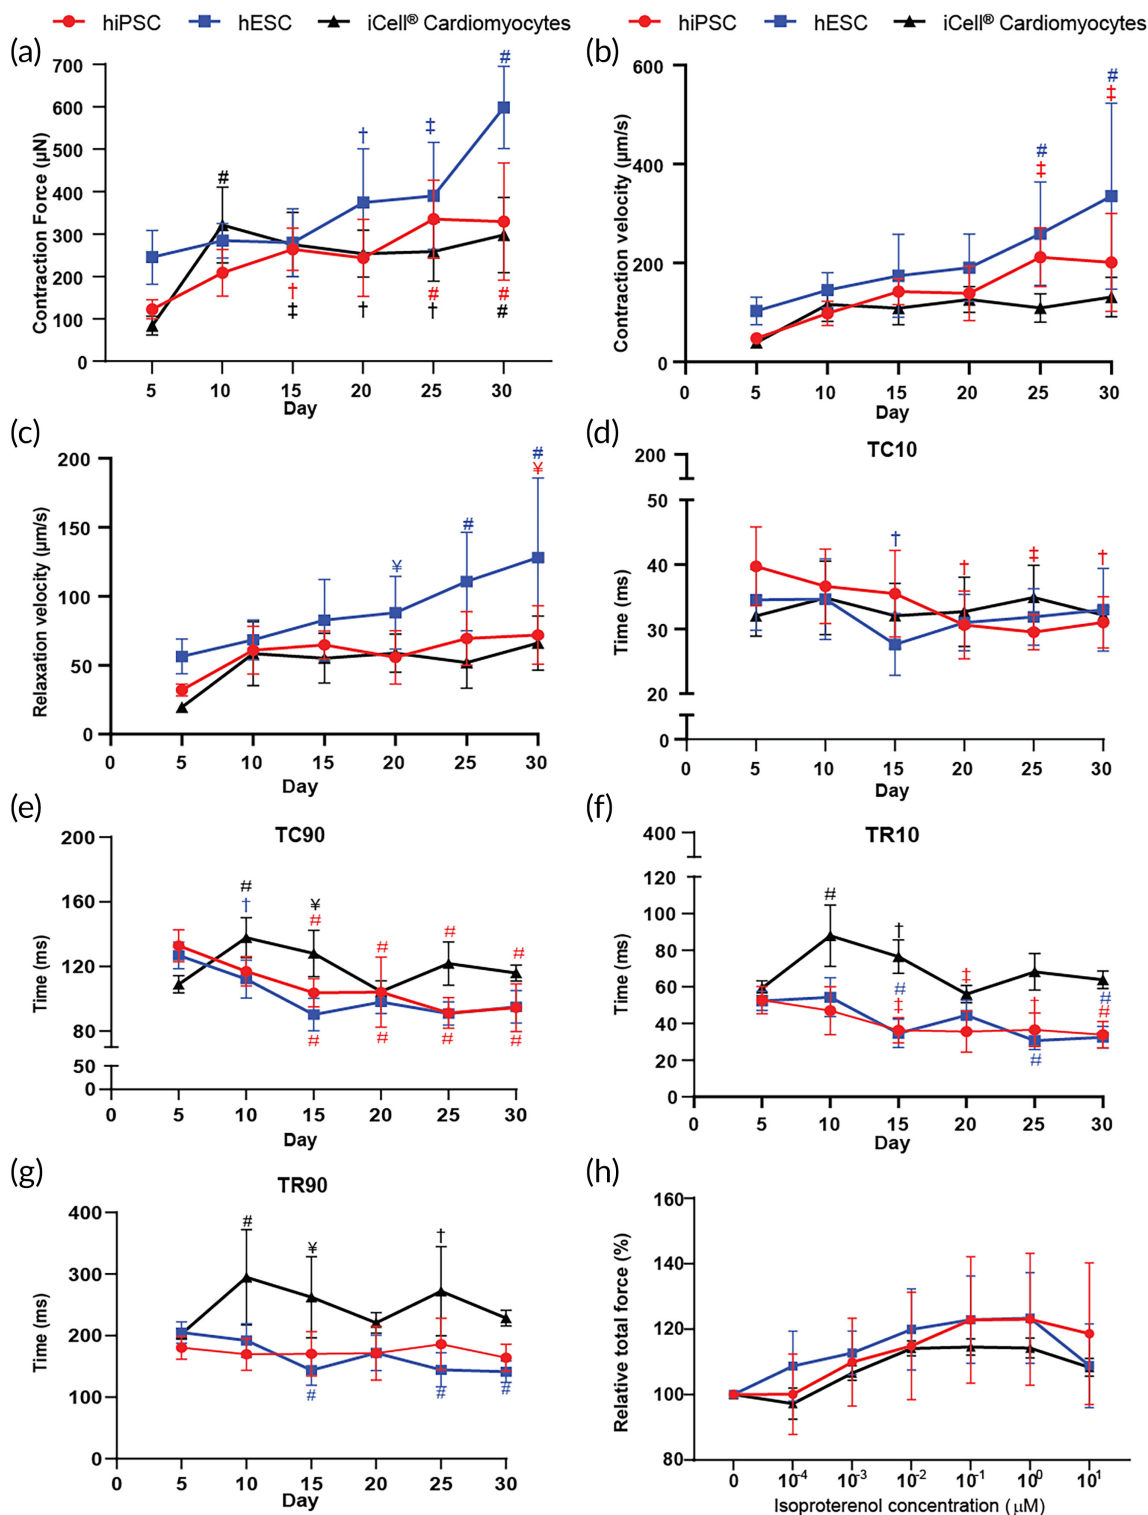 hiPSC hESC iCell® Cardiomyocytes hiPSC hESC iCell® Cardiomyocytes
(a)
700
600
500
400
300
200
100
0
Contraction Force (µN)
#
†
‡
#
† # #
‡ † † #
5 10 15 20 25 30
Day
(b)
600
400
200
0
Contraction velocity (µm/s)
# #
‡ ‡
0 5 10 15 20 25 30
Day
(c)
200
150
100
50
0
Relaxation velocity (µm/s)
¥ # #
¥
0 5 10 15 20 25 30
Day
(d)
TC10
200
50
40
30
20
0
Time (ms)
† † ‡ †
0 5 10 15 20 25 30
Day
(e)
TC90
200
160
120
80
50
0
Time (ms)
# ¥
† # # # #
# # # #
0 5 10 15 20 25 30
Day
(f)
TR10
400
120
100
80
60
40
20
0
Time (ms)
# †
# ‡ † #
‡ # #
0 5 10 15 20 25 30
Day
(g)
TR90
400
300
200
100
0
Time (ms)
# ¥ †
# # #
0 5 10 15 20 25 30
Day
(h)
160
140
120
100
80
Relative total force (%)
0 10⁻⁴ 10⁻³ 10⁻² 10⁻¹ 10⁰ 10¹
Isoproterenol concentration (µM)